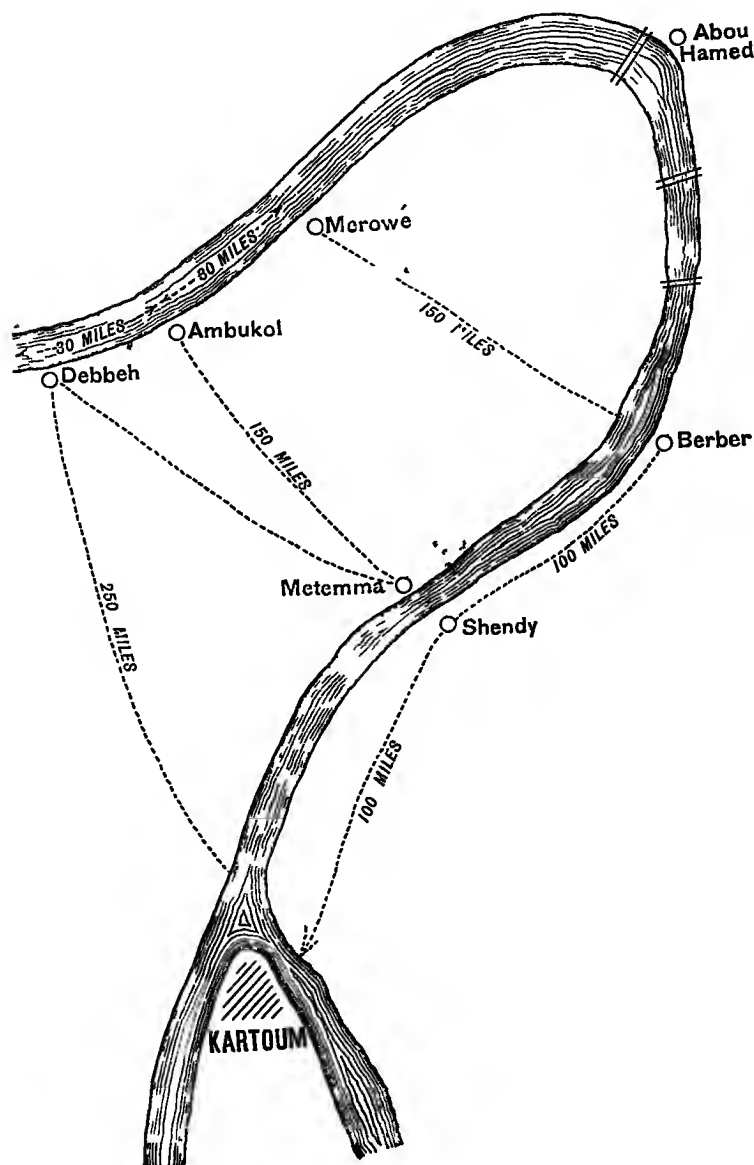 Abou
Hamed
Merowé
80 MILES
30 MILES
Ambukol
150 MILES
Debbeh
150 MILES
Berber
100 MILES
Metemma
Shendy
250 MILES
100 MILES
KARTOUM